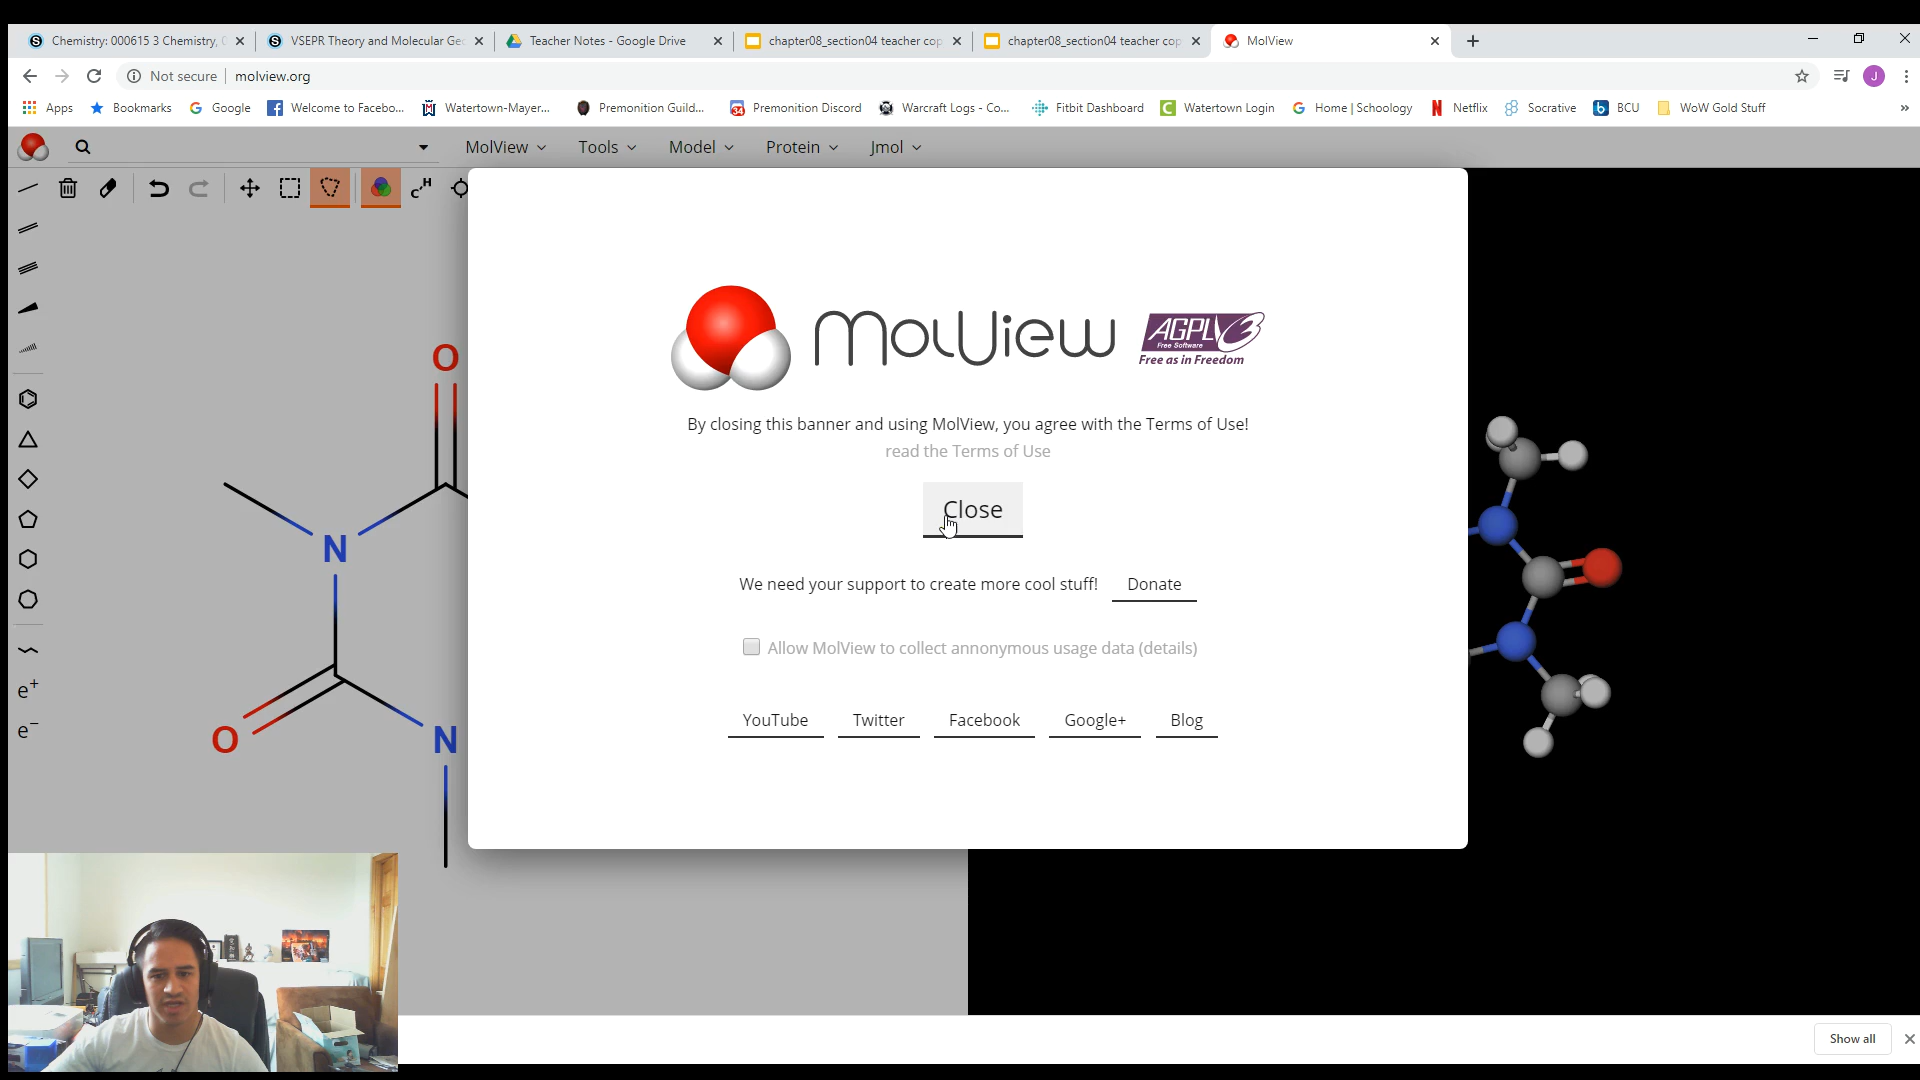 Chemistry: 000615 3 Chemistry,
VSEPR Theory and Molecular Ge
Teacher Notes - Google Drive
chapter08_section04 teacher cop
chapter08_section04 teacher cop
MolView
Not secure molview.org
J
Apps Bookmarks Google Welcome to Facebo... Watertown-Mayer... Premonition Guild... Premonition Discord Warcraft Logs - Co... Fitbit Dashboard Watertown Login Home | Schoology Netflix Socrative BCU WoW Gold Stuff »
MolView Tools Model Protein Jmol
C H
MolView AGPLv3
Free Software
Free as in Freedom
By closing this banner and using MolView, you agree with the Terms of Use!
read the Terms of Use
Close
We need your support to create more cool stuff! Donate
Allow MolView to collect annonymous usage data (details)
YouTube Twitter Facebook Google+ Blog
O
N
O
N
e+
e−
Show all